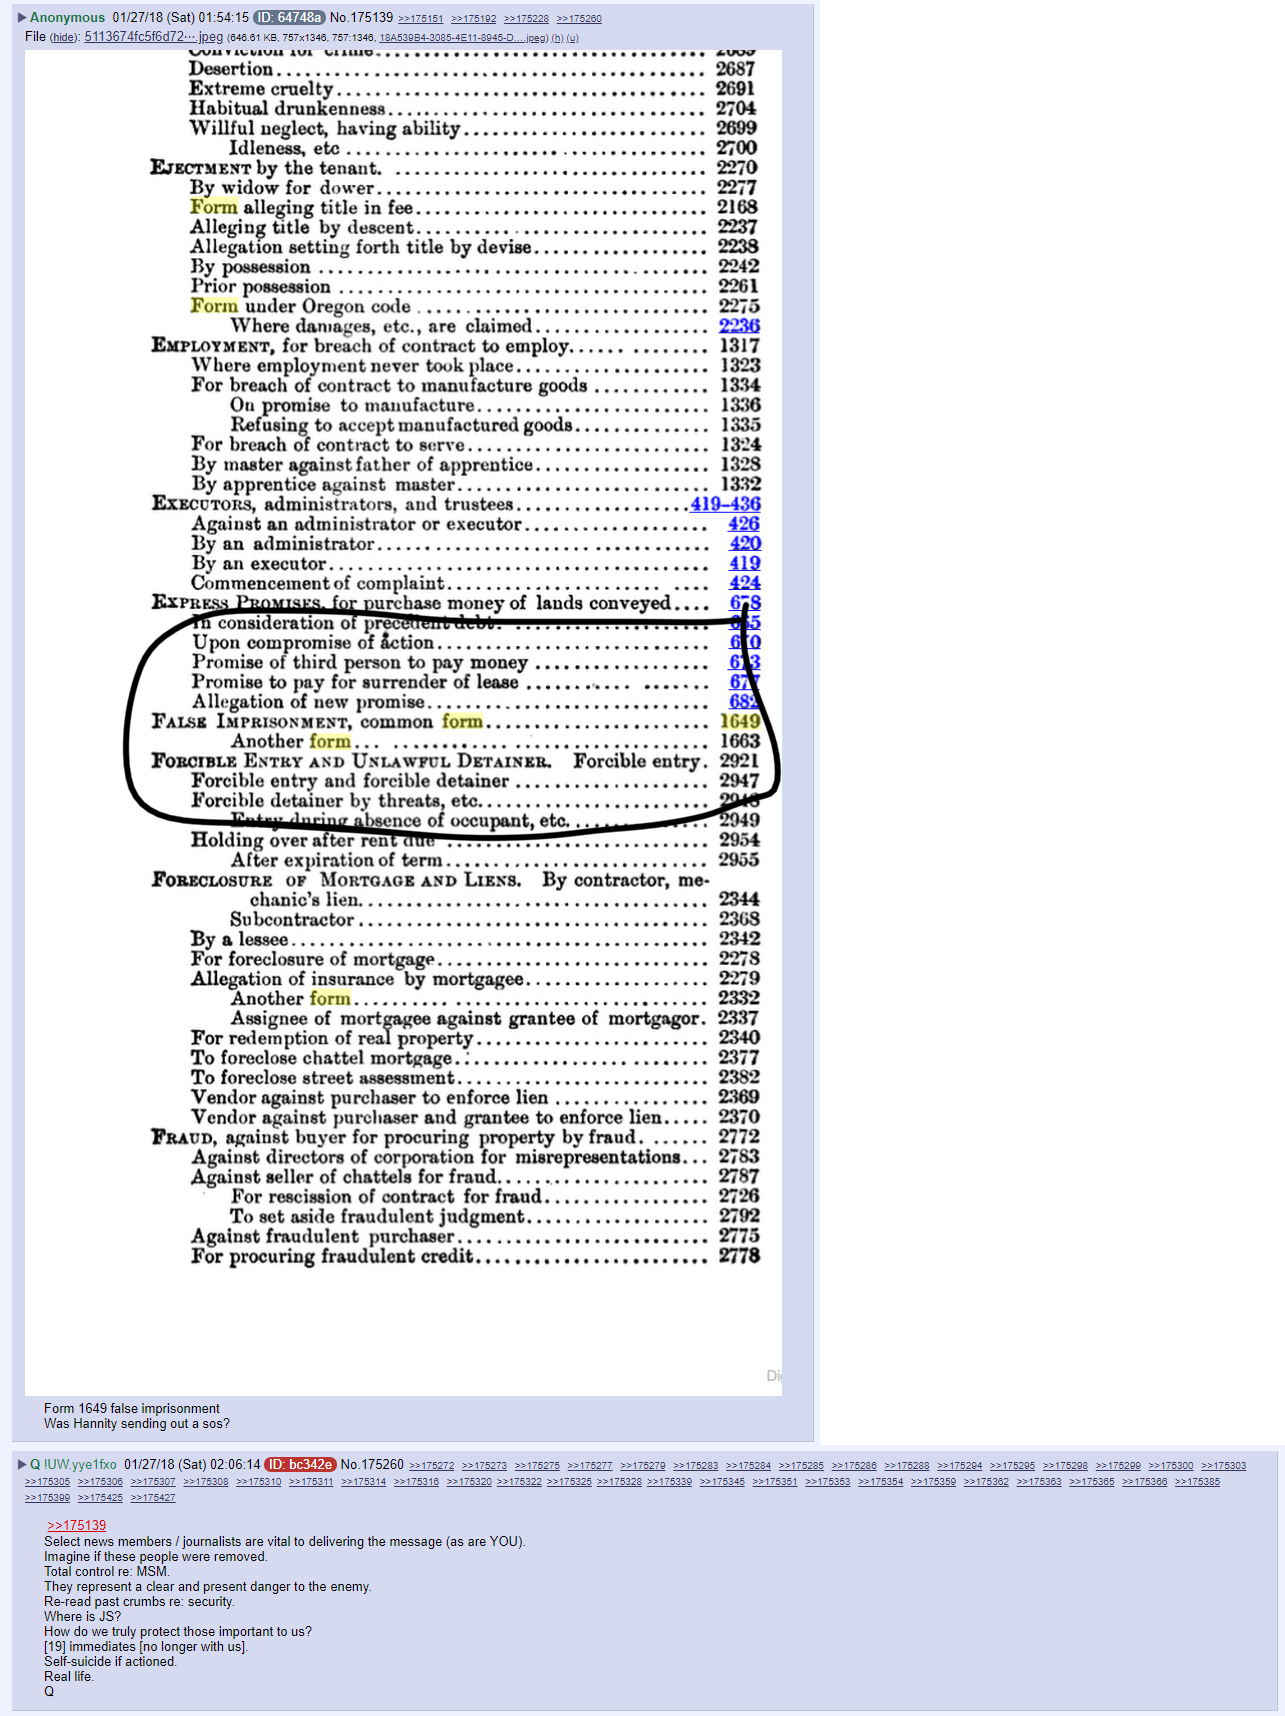 ▶ Anonymous 01/27/18 (Sat) 01:54:15 ID: 64748a No.175139 >>175151 >>175192 >>175228 >>175260
File (hide): 5113674fc5f6d72⋯.jpeg (646.61 KB, 757x1346, 757:1346, 18A539B4-3085-4E11-8945-D….jpeg) (h) (u)
Conviction for crime
Desertion 2687
Extreme cruelty 2691
Habitual drunkenness 2704
Willful neglect, having ability 2699
Idleness, etc 2700
EJECTMENT by the tenant. 2270
By widow for dower 2277
Form alleging title in fee 2168
Alleging title by descent 2237
Allegation setting forth title by devise 2238
By possession 2242
Prior possession 2261
Form under Oregon code 2275
Where damages, etc., are claimed 2236
EMPLOYMENT, for breach of contract to employ 1317
Where employment never took place 1323
For breach of contract to manufacture goods 1334
On promise to manufacture 1336
Refusing to accept manufactured goods 1335
For breach of contract to serve 1324
By master against father of apprentice 1328
By apprentice against master 1332
EXECUTORS, administrators, and trustees 419–436
Against an administrator or executor 426
By an administrator 420
By an executor 419
Commencement of complaint 424
EXPRESS PROMISES, for purchase money of lands conveyed 678
In consideration of precedent debt
Upon compromise of action
Promise of third person to pay money 673
Promise to pay for surrender of lease 677
Allegation of new promise 682
FALSE IMPRISONMENT, common form 1649
Another form 1663
FORCIBLE ENTRY AND UNLAWFUL DETAINER. Forcible entry. 2921
Forcible entry and forcible detainer 2947
Forcible detainer by threats, etc. 2948
Entry during absence of occupant, etc. 2949
Holding over after rent due 2954
After expiration of term 2955
FORECLOSURE OF MORTGAGE AND LIENS. By contractor, me-
chanic's lien 2344
Subcontractor 2368
By a lessee 2342
For foreclosure of mortgage 2278
Allegation of insurance by mortgagee 2279
Another form 2332
Assignee of mortgagee against grantee of mortgagor. 2337
For redemption of real property 2340
To foreclose chattel mortgage 2377
To foreclose street assessment 2382
Vendor against purchaser to enforce lien 2369
Vendor against purchaser and grantee to enforce lien 2370
FRAUD, against buyer for procuring property by fraud. 2772
Against directors of corporation for misrepresentations 2783
Against seller of chattels for fraud 2787
For rescission of contract for fraud 2726
To set aside fraudulent judgment 2792
Against fraudulent purchaser 2775
For procuring fraudulent credit 2778
Form 1649 false imprisonment
Was Hannity sending out a sos?
▶ Q !UW.yye1fxo 01/27/18 (Sat) 02:06:14 ID: bc342e No.175260 >>175272 >>175273 >>175275 >>175277 >>175279 >>175283 >>175284 >>175285 >>175286 >>175288 >>175294 >>175295 >>175298 >>175299 >>175300 >>175303
>>175305 >>175306 >>175307 >>175308 >>175310 >>175311 >>175314 >>175316 >>175320 >>175322 >>175325 >>175328 >>175339 >>175345 >>175351 >>175353 >>175354 >>175359 >>175362 >>175363 >>175365 >>175366 >>175385
>>175399 >>175425 >>175427
>>175139
Select news members / journalists are vital to delivering the message (as are YOU).
Imagine if these people were removed.
Total control re: MSM.
They represent a clear and present danger to the enemy.
Re-read past crumbs re: security.
Where is JS?
How do we truly protect those important to us?
[19] immediates [no longer with us].
Self-suicide if actioned.
Real life.
Q